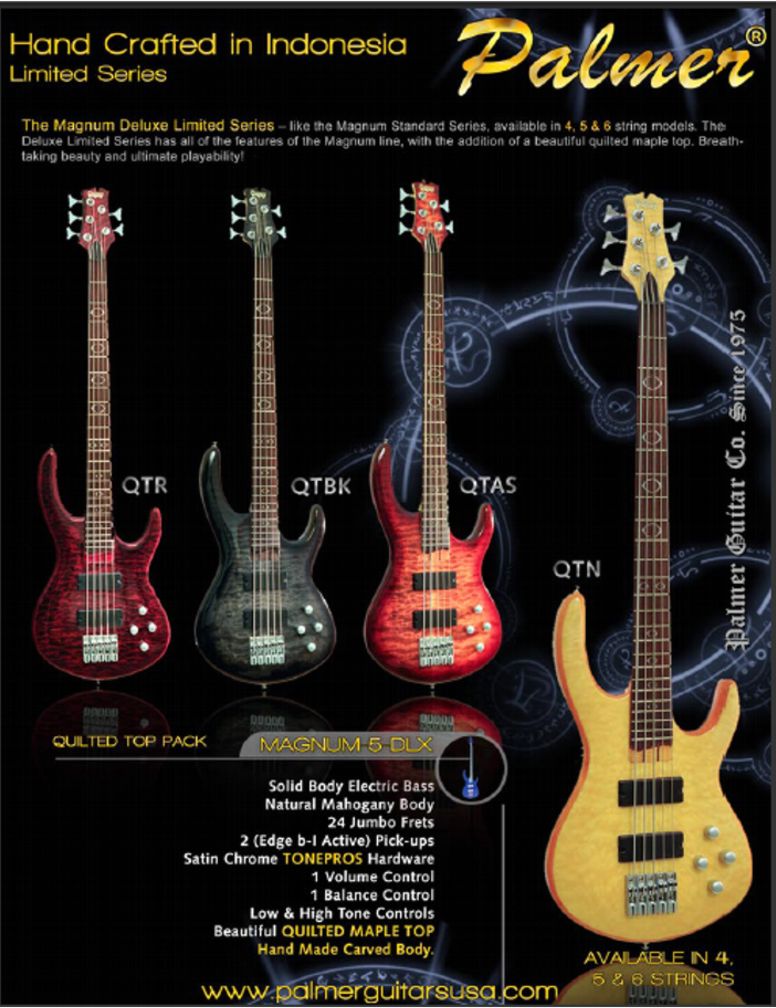 Hand Crafted in Indonesia
Limited Series
Palmer®
The Magnum Deluxe Limited Series – like the Magnum Standard Series, available in 4, 5 & 6 string models. The
Deluxe Limited Series has all of the features of the Magnum line, with the addition of a beautiful quilted maple top. Breath-
taking beauty and ultimate playability!
QTR
QTBK
QTAS
QTN
Palmer Guitar Co. Since 1975
QUILTED TOP PACK
MAGNUM-5-DLX
Solid Body Electric Bass
Natural Mahogany Body
24 Jumbo Frets
2 (Edge b-I Active) Pick-ups
Satin Chrome TONEPROS Hardware
1 Volume Control
1 Balance Control
Low & High Tone Controls
Beautiful QUILTED MAPLE TOP
Hand Made Carved Body.
AVAILABLE IN 4,
5 & 6 STRINGS
www.palmerguitarsusa.com